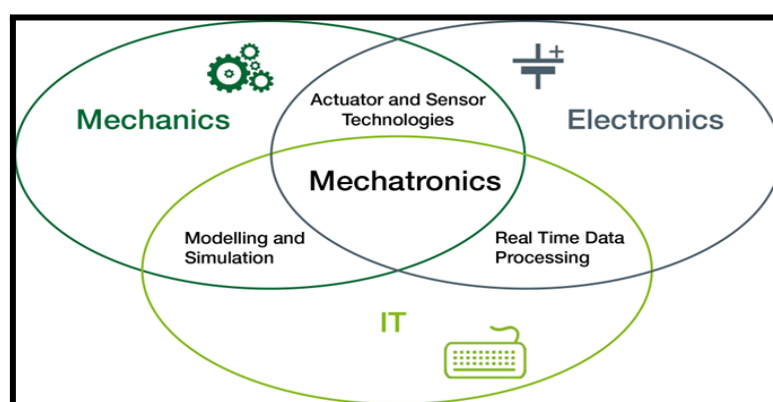 Actuator and Sensor
Technologies
Mechanics
Electronics
Mechatronics
Modelling and
Simulation
Real Time Data
Processing
IT